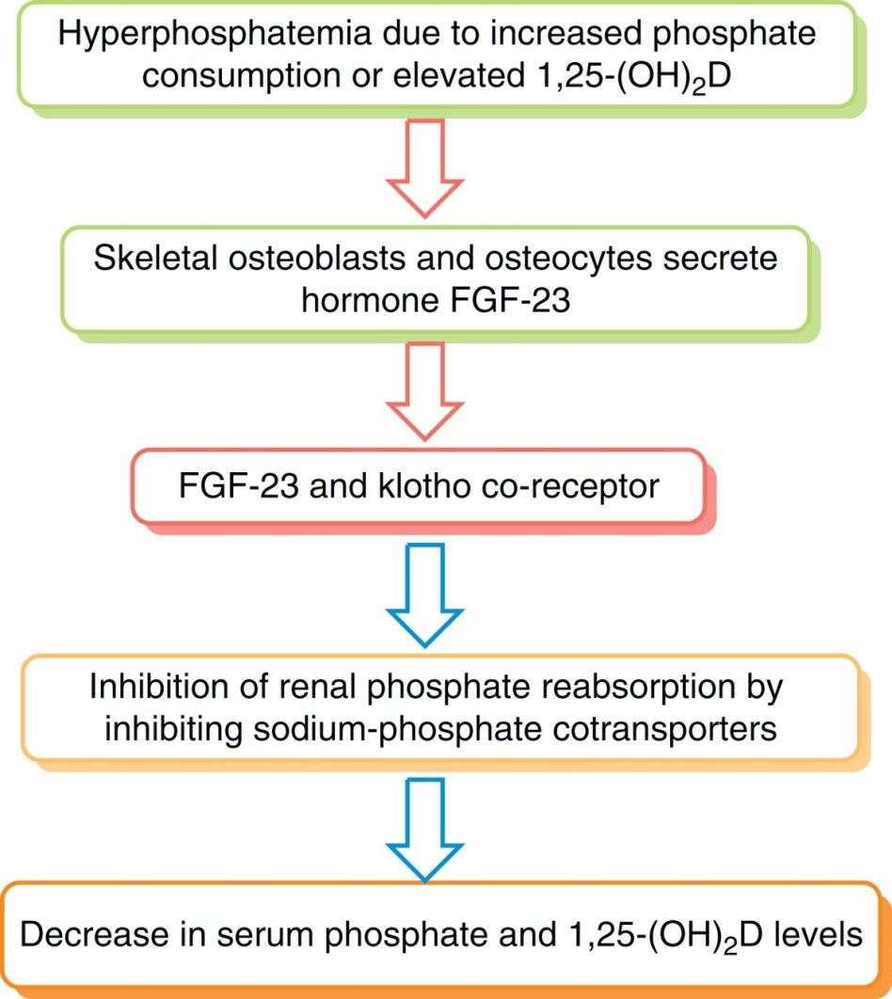 Hyperphosphatemia due to increased phosphate
consumption or elevated 1,25-(OH)₂D
Skeletal osteoblasts and osteocytes secrete
hormone FGF-23
FGF-23 and klotho co-receptor
Inhibition of renal phosphate reabsorption by
inhibiting sodium-phosphate cotransporters
Decrease in serum phosphate and 1,25-(OH)₂D levels